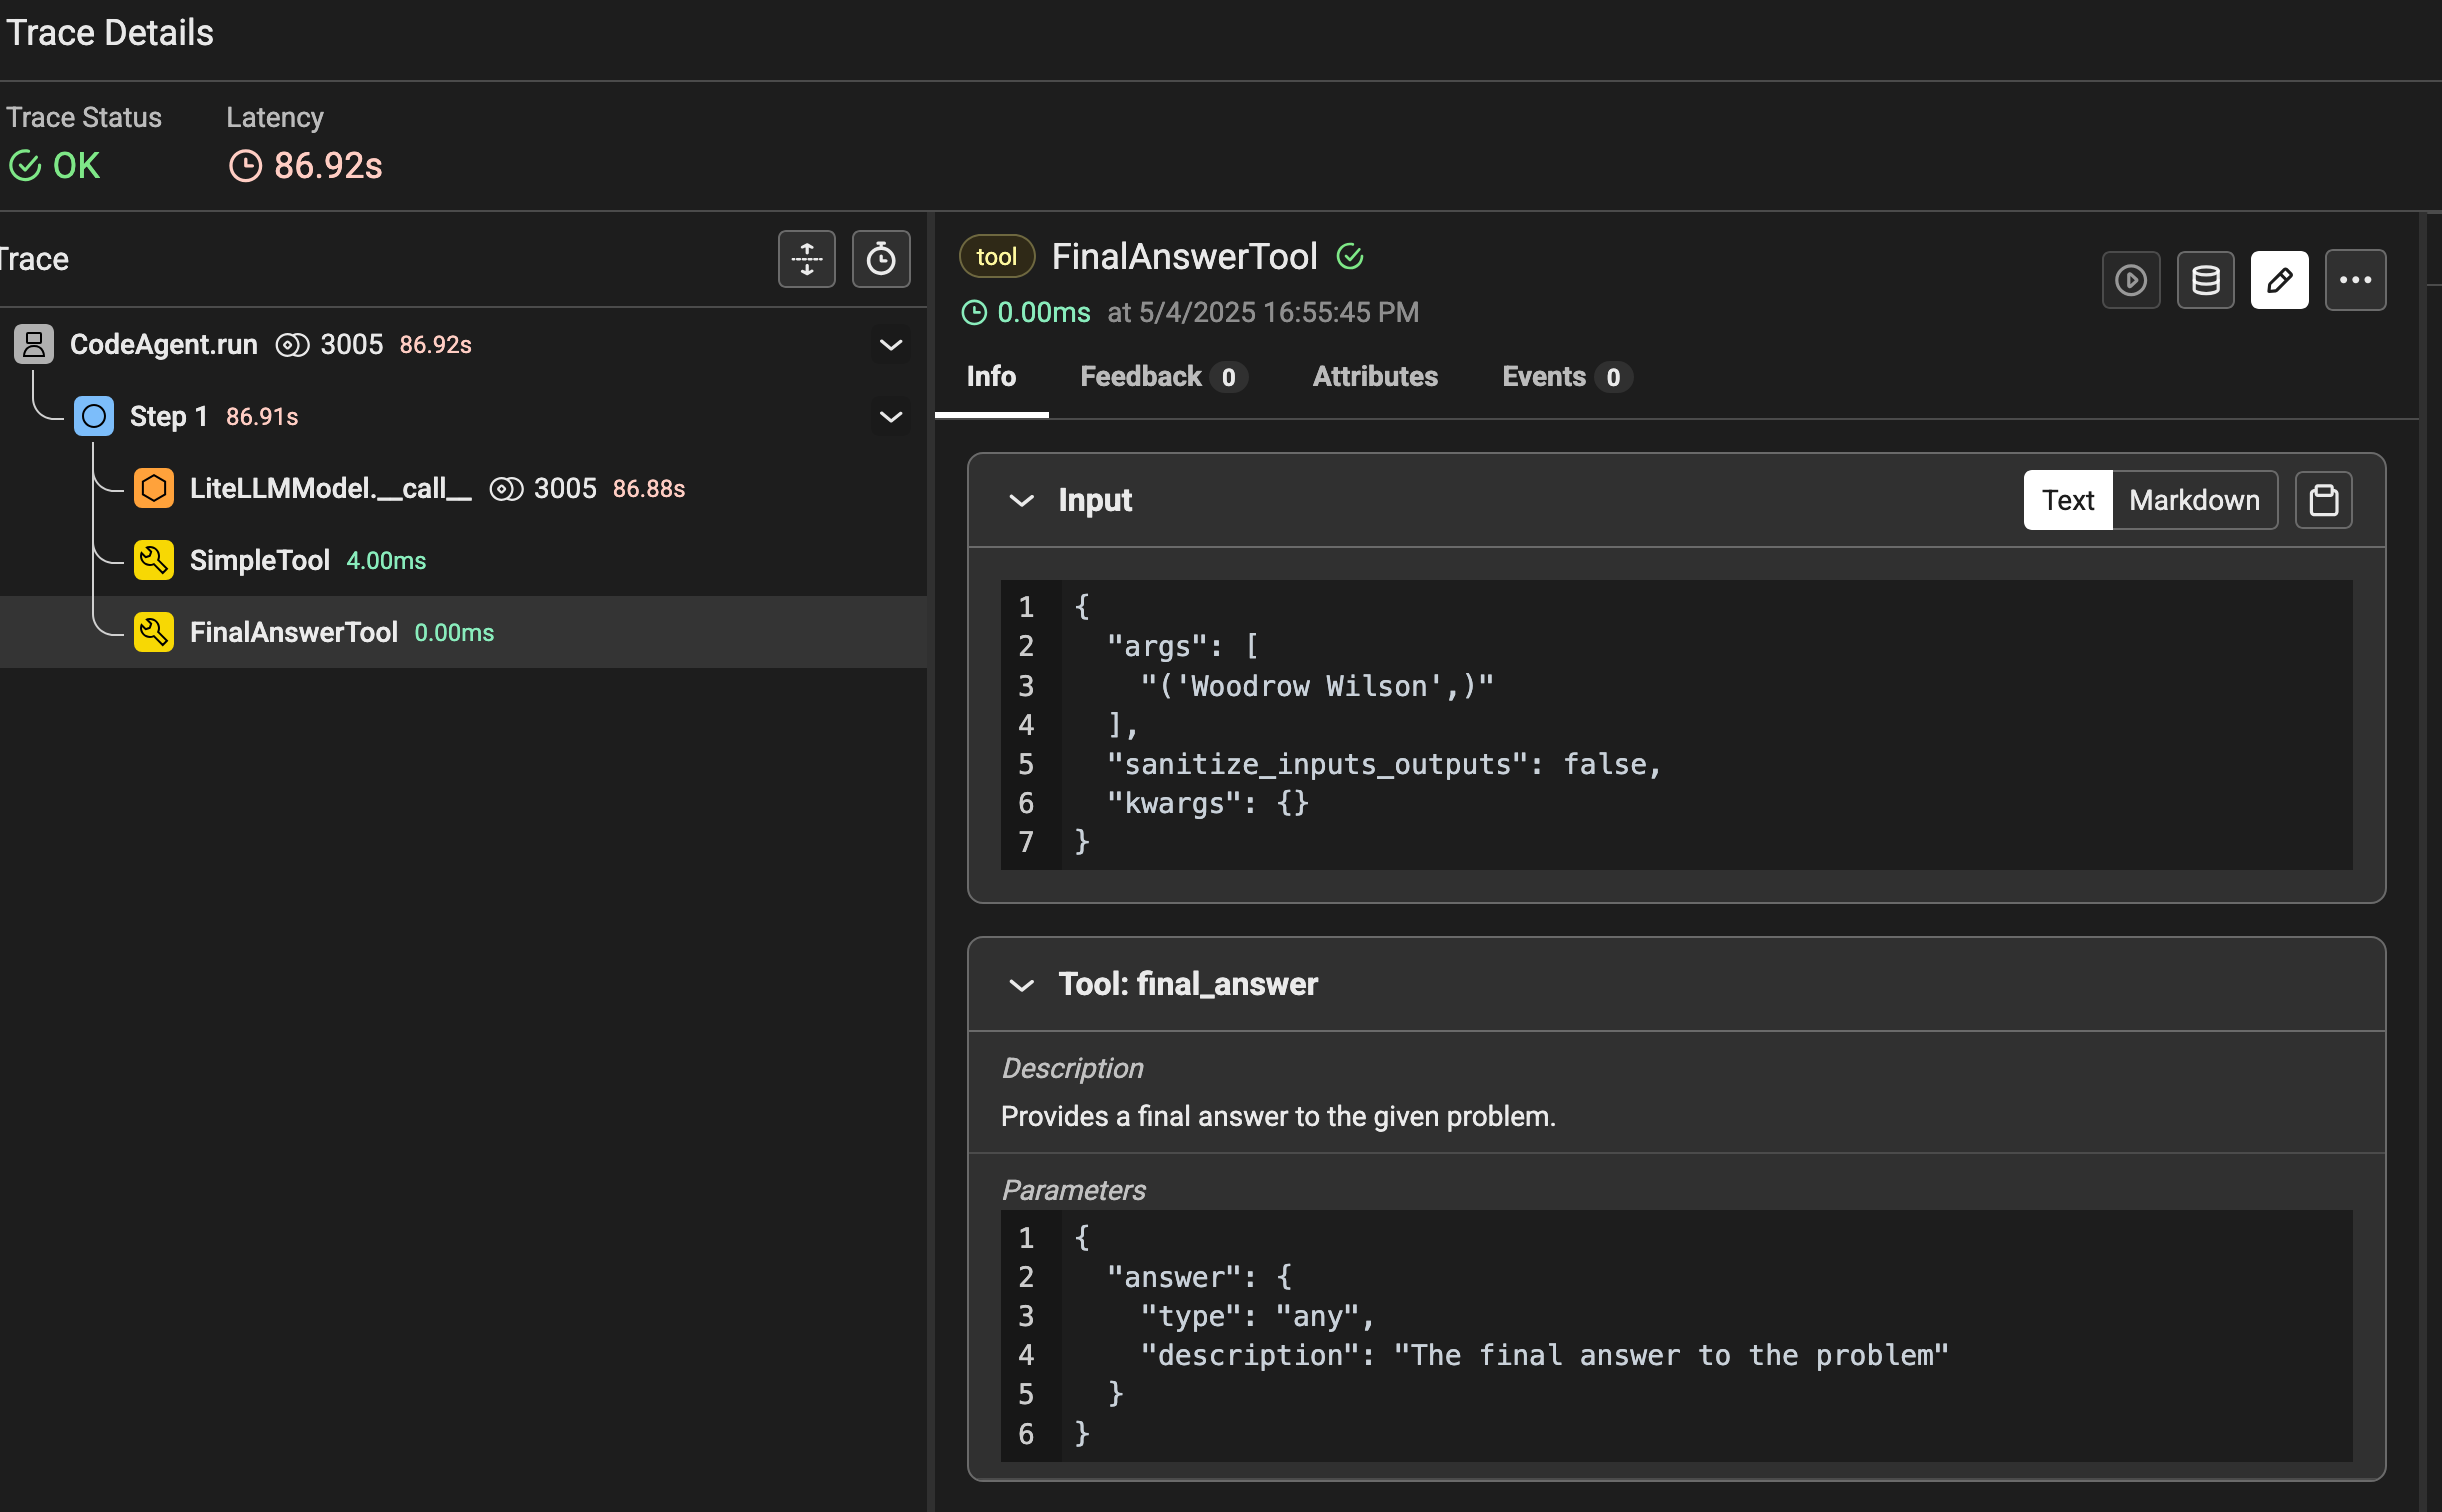 Trace Details
Trace Status
Latency
OK
86.92s
Trace
CodeAgent.run 3005 86.92s
Step 1 86.91s
LiteLLMModel.__call__ 3005 86.88s
SimpleTool 4.00ms
FinalAnswerTool 0.00ms
tool FinalAnswerTool
0.00ms at 5/4/2025 16:55:45 PM
Info Feedback 0 Attributes Events 0
Input
Text Markdown
1 {
2 "args": [
3 "('Woodrow Wilson',)"
4 ],
5 "sanitize_inputs_outputs": false,
6 "kwargs": {}
7 }
Tool: final_answer
Description
Provides a final answer to the given problem.
Parameters
1 {
2 "answer": {
3 "type": "any",
4 "description": "The final answer to the problem"
5 }
6 }